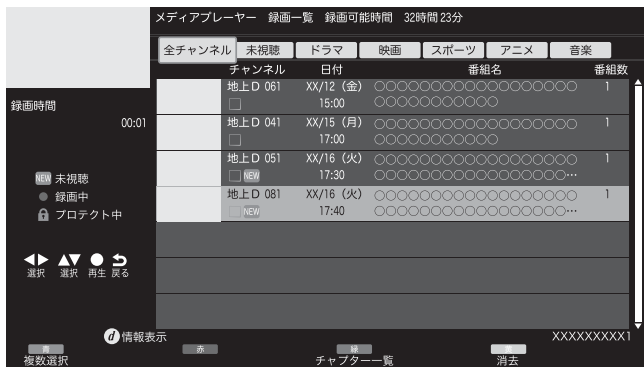 メディアプレーヤー 録画一覧 録画可能時間 32時間23分
全チャンネル 未視聴 ドラマ 映画 スポーツ アニメ 音楽
チャンネル 日付 番組名 番組数
地上D 061 XX/12（金） ○○○○○○○○○○○○○○○○○○ 1
15:00 ○○○○○○○○○○○
地上D 041 XX/15（月） ○○○○○○○○○○○○○○○○○○ 1
17:00 ○○○○○○○○○○○
地上D 051 XX/16（火） ○○○○○○○○○○○○○○○○○○ 1
NEW 17:30 ○○○○○○○○○○○○○○○○○…
地上D 081 XX/16（火） ○○○○○○○○○○○○○○○○○○ 1
NEW 17:40 ○○○○○○○○○○○○○○○○○…
録画時間
00:01
NEW 未視聴
録画中
プロテクト中
選択 選択 再生 戻る
d 情報表示
XXXXXXXXX1
青 赤 緑 黄
複数選択 チャプター一覧 消去